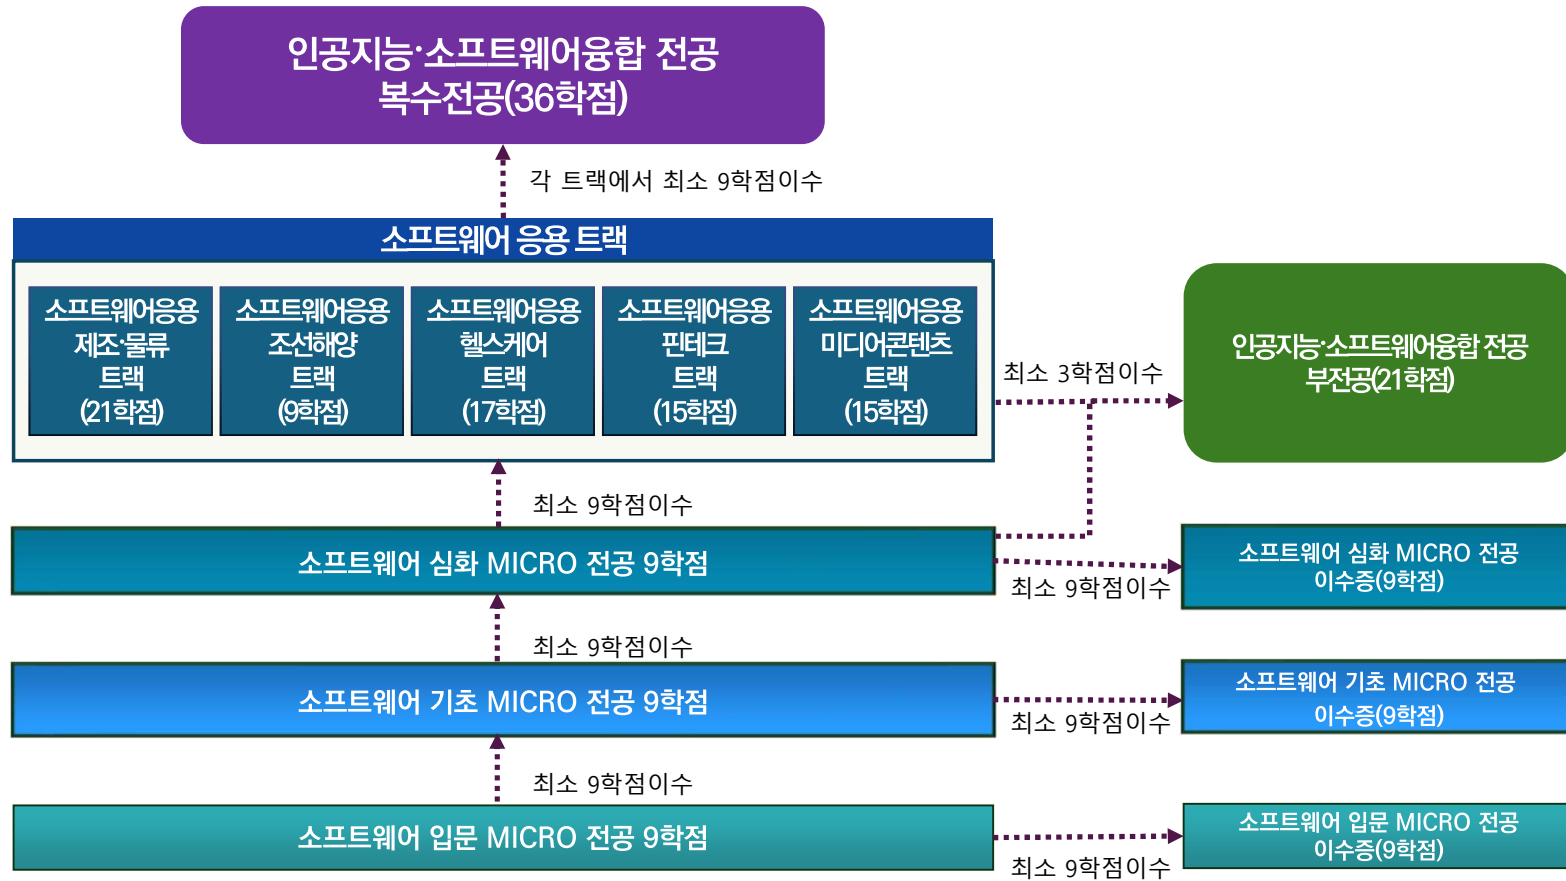 인공지능·소프트웨어융합 전공
복수전공(36학점)
각 트랙에서 최소 9학점이수
소프트웨어 응용 트랙
소프트웨어응용
제조·물류
트랙
(21학점)
소프트웨어응용
조선해양
트랙
(9학점)
소프트웨어응용
헬스케어
트랙
(17학점)
소프트웨어응용
핀테크
트랙
(15학점)
소프트웨어응용
미디어콘텐츠
트랙
(15학점)
최소 3학점이수
인공지능·소프트웨어융합 전공
부전공(21학점)
최소 9학점이수
소프트웨어 심화 MICRO 전공 9학점
최소 9학점이수
소프트웨어 심화 MICRO 전공
이수증(9학점)
최소 9학점이수
소프트웨어 기초 MICRO 전공 9학점
최소 9학점이수
소프트웨어 기초 MICRO 전공
이수증(9학점)
최소 9학점이수
소프트웨어 입문 MICRO 전공 9학점
최소 9학점이수
소프트웨어 입문 MICRO 전공
이수증(9학점)